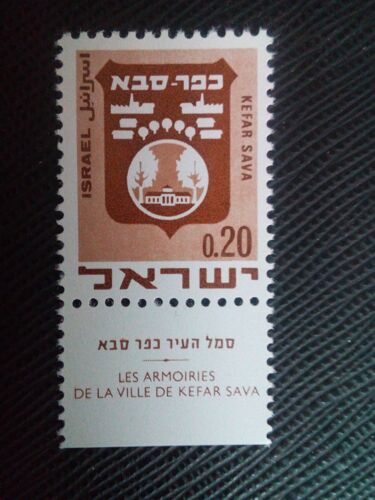 כפר-סבא
ISRAEL اسرائيل
KEFAR SAVA
0.20
ישראל
סמל העיר כפר סבא
LES ARMOIRIES
DE LA VILLE DE KEFAR SAVA